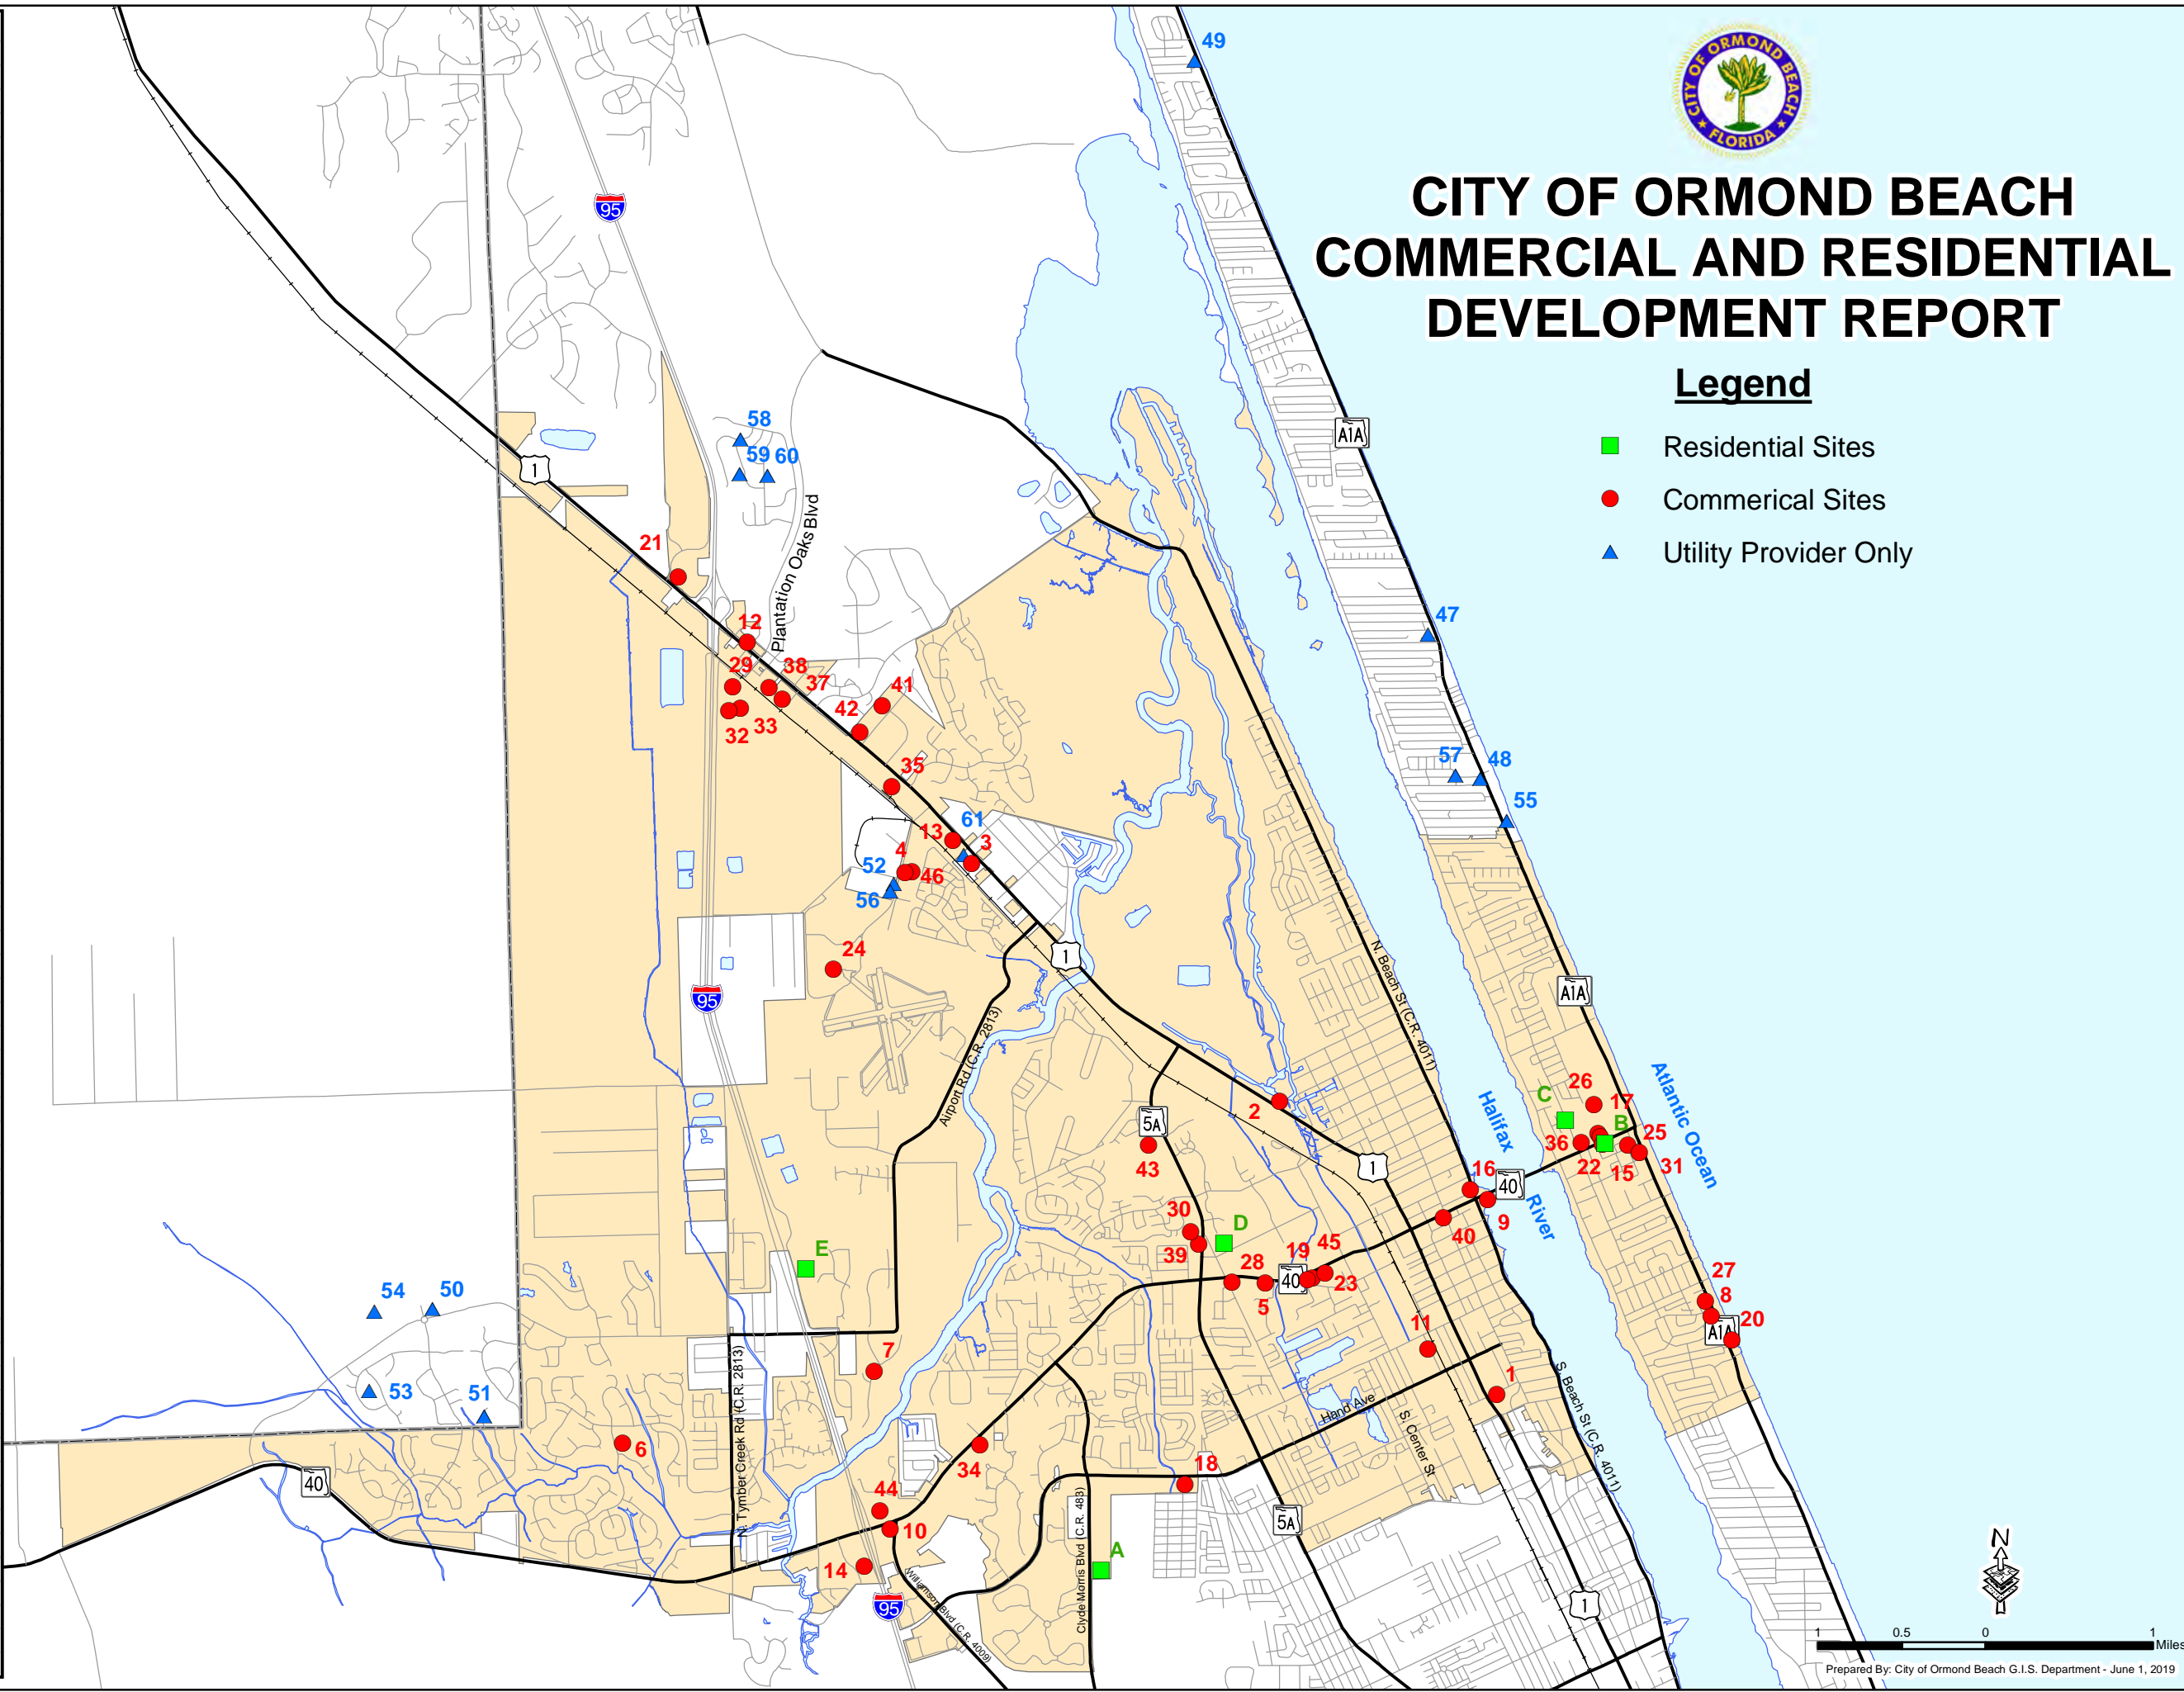 CITY OF ORMOND BEACH
FLORIDA
CITY OF ORMOND BEACH
COMMERCIAL AND RESIDENTIAL
DEVELOPMENT REPORT
Legend
Residential Sites
Commerical Sites
Utility Provider Only
49
95
A1A
58
59 60
1
Plantation Oaks Blvd
21
12
47
29 38
37
41
42
33
32
57 48
35
55
61
13
3
4
52
46
56
24
1
N. Beach St (C.R. 4011)
A1A
95
Airport Rd (C.R. 2813)
Atlantic Ocean
Halifax
River
26
C
17
B
2
5A
25
36
22
15
31
43
1
16
40
9
40
30
D
39
E
28
19
45
40
23
5
27
8
A1A
20
54
50
11
7
53
51
1
N. Tymber Creek Rd (C.R. 2813)
Hand Ave
S. Center St
S. Beach St (C.R. 4011)
6
34
18
40
44
10
5A
Clyde Morris Blvd (C.R. 483)
A
14
Williamson Blvd (C.R. 4009)
95
1
N
1 0.5 0 1
Miles
Prepared By: City of Ormond Beach G.I.S. Department - June 1, 2019